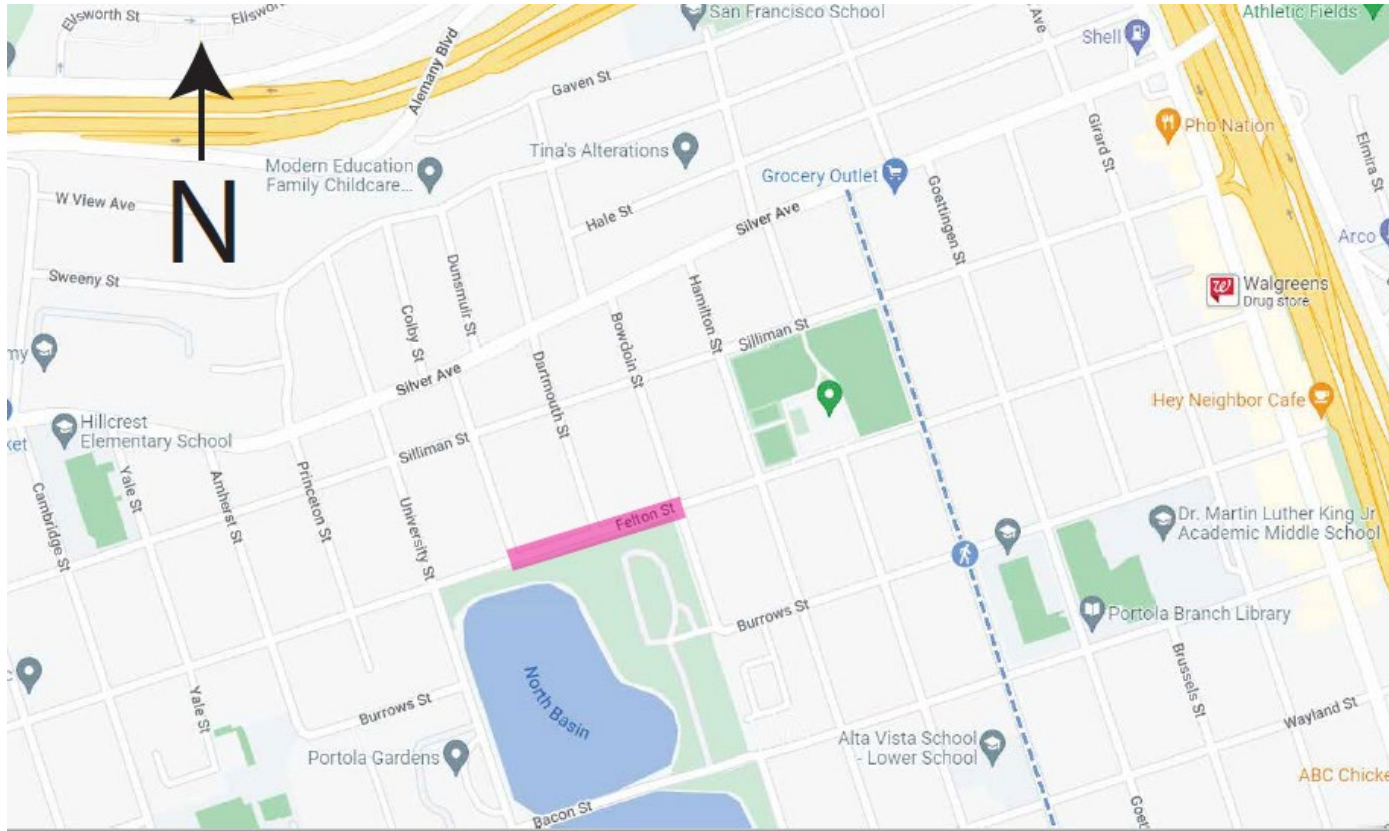 Ellsworth St
San Francisco School
Athletic Fields
Ave
Shell
Alemany Blvd
Gaven St
Pho Nation
Girard St
Elmira St
Tina's Alterations
Modern Education
Family Childcare...
Grocery Outlet
N
W View Ave
Hale St
Silver Ave
Goettingen St
Arco
Sweeny St
Dunsmuir St
Hamilton St
Walgreens
Drug store
Colby St
Bowdoin St
Silliman St
my
Silver Ave
Dartmouth St
Hey Neighbor Cafe
Hillcrest
Elementary School
ket
Silliman St
Cambridge St
Yale St
Amherst St
Princeton St
University St
Felton St
Dr. Martin Luther King Jr
Academic Middle School
Burrows St
Portola Branch Library
North Basin
Brussels St
Yale St
Burrows St
Wayland St
Portola Gardens
Alta Vista School
- Lower School
ABC Chicke
Bacon St
Goet